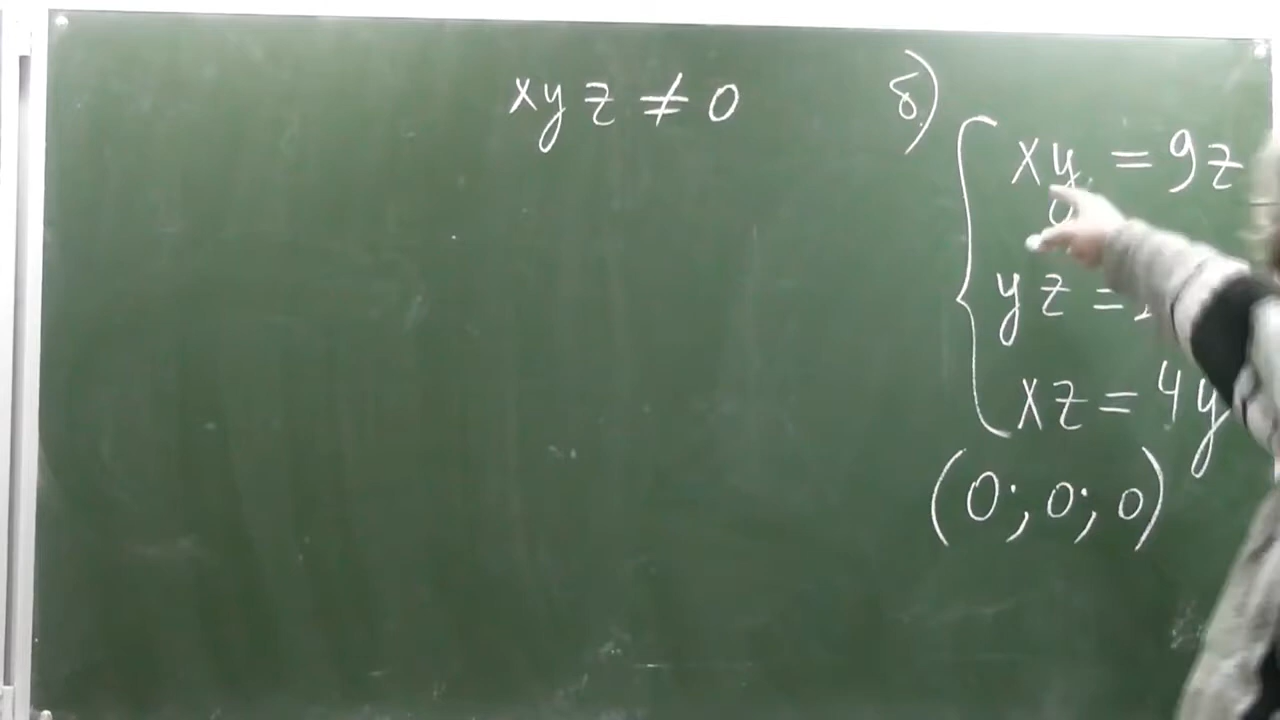 xyz ≠ 0
б)
xy = 9z
yz =
xz = 4y
(0; 0; 0)